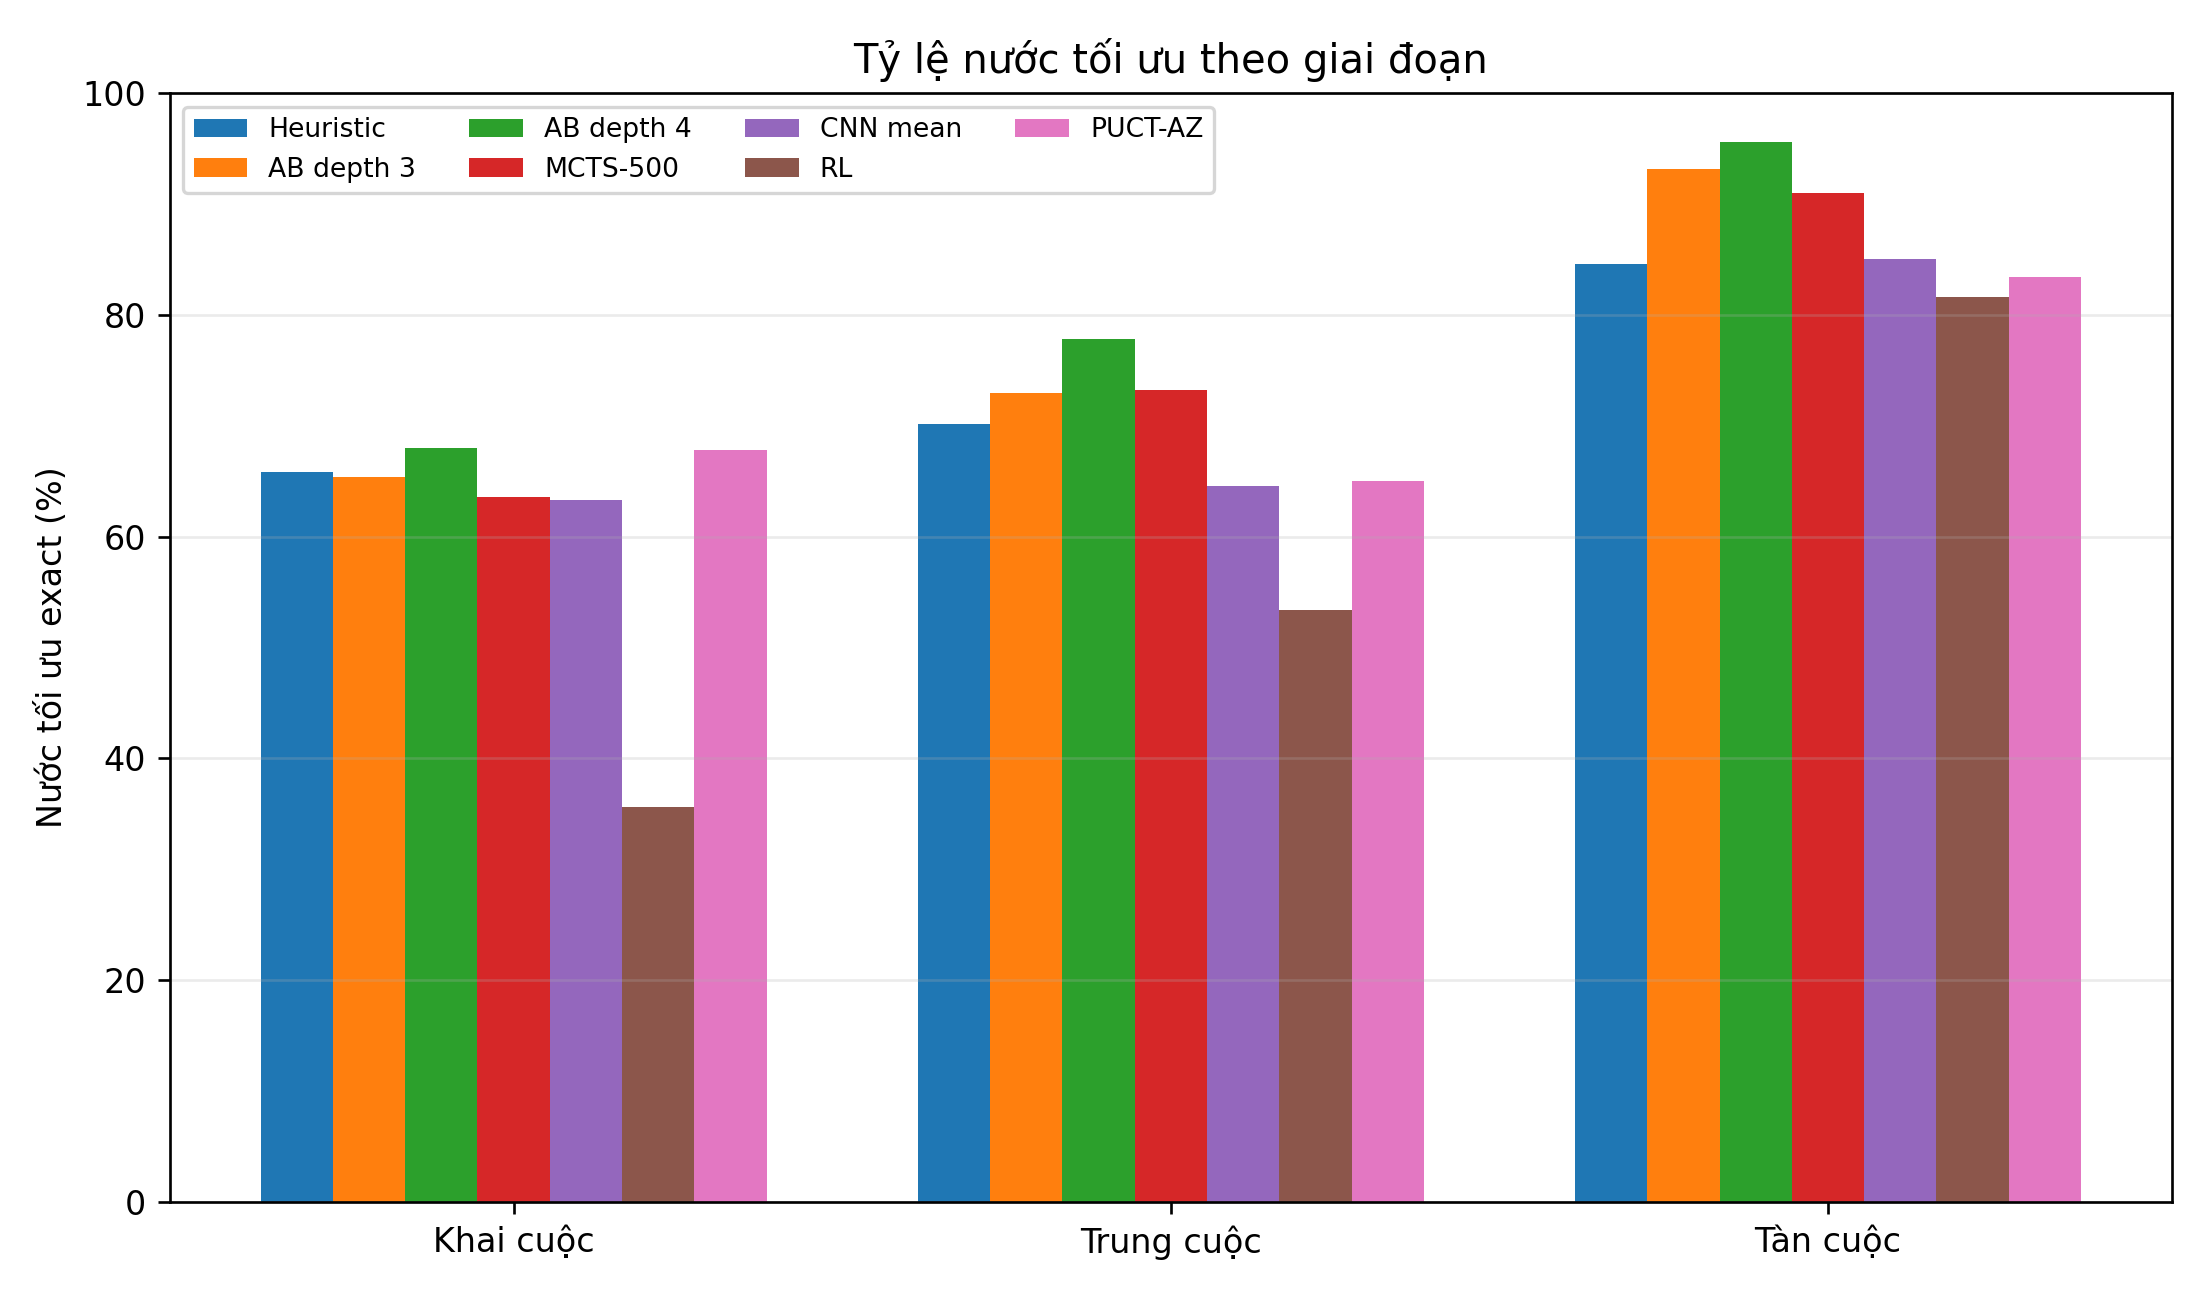 Tỷ lệ nước tối ưu theo giai đoạn
Heuristic
AB depth 3
AB depth 4
MCTS-500
CNN mean
RL
PUCT-AZ
Nước tối ưu exact (%)
100
80
60
40
20
0
Khai cuộc
Trung cuộc
Tàn cuộc